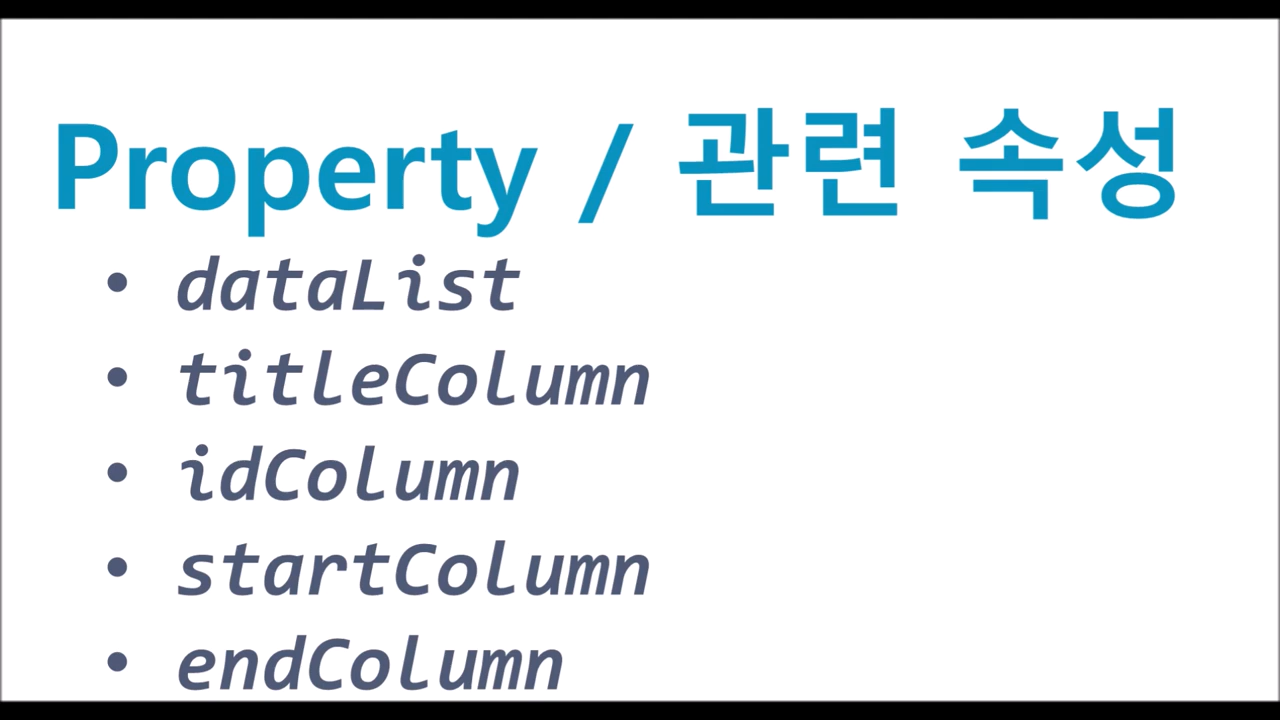 Property / 관련 속성
• dataList
• titleColumn
• idColumn
• startColumn
• endColumn